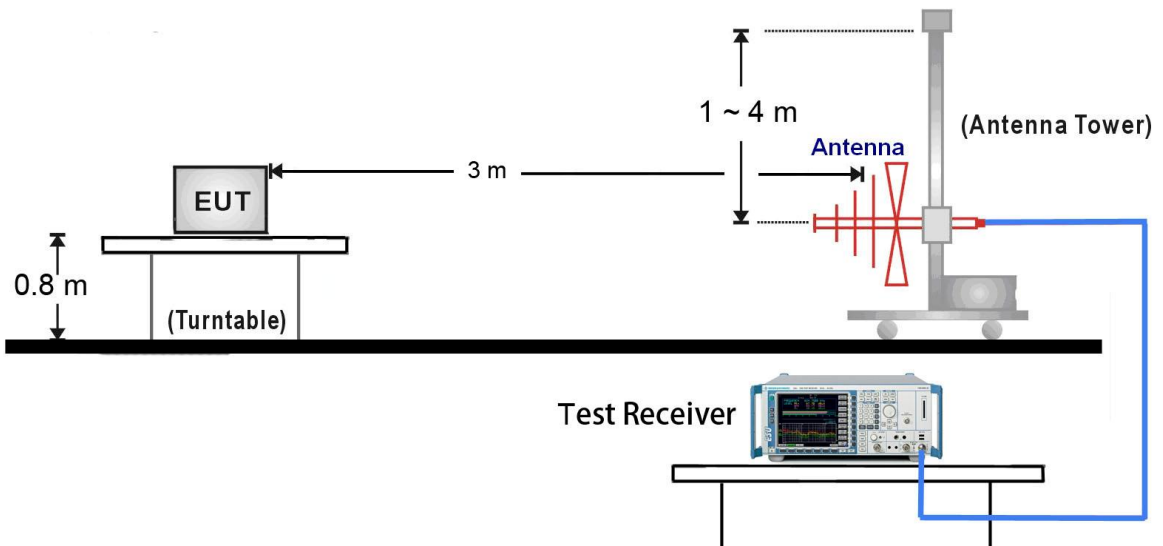 1 ~ 4 m
(Antenna Tower)
Antenna
3 m
EUT
0.8 m
(Turntable)
Test Receiver